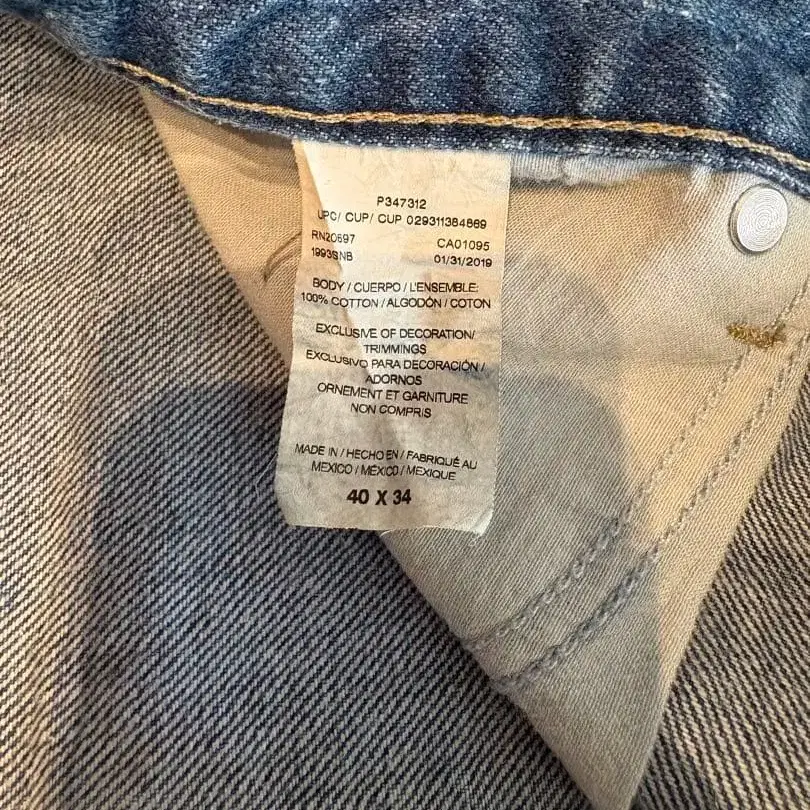 P347312
UPC/ CUP/ CUP 029311384869
RN20697 CA01095
1993SNB 01/31/2019
BODY / CUERPO / L'ENSEMBLE:
100% COTTON / ALGODÓN / COTON
EXCLUSIVE OF DECORATION/
TRIMMINGS
EXCLUSIVO PARA DECORACIÓN /
ADORNOS
ORNEMENT ET GARNITURE
NON COMPRIS
MADE IN / HECHO EN / FABRIQUÉ AU
MEXICO / MÉXICO / MEXIQUE
40 X 34